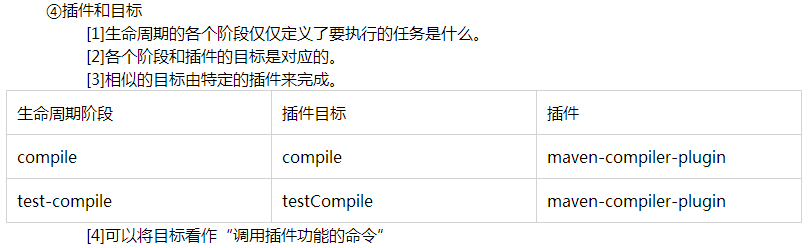 ④插件和目标
[1]生命周期的各个阶段仅仅定义了要执行的任务是什么。
[2]各个阶段和插件的目标是对应的。
[3]相似的目标由特定的插件来完成。
生命周期阶段 插件目标 插件
compile compile maven-compiler-plugin
test-compile testCompile maven-compiler-plugin
[4]可以将目标看作“调用插件功能的命令”